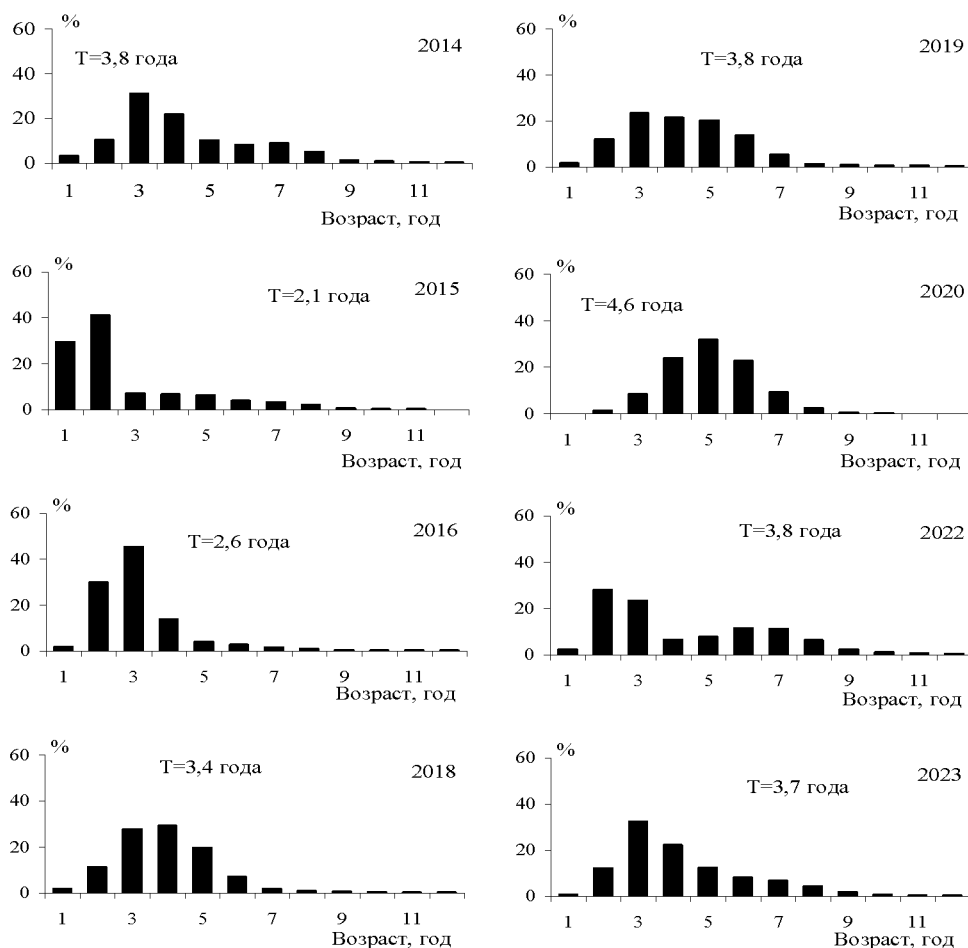 %
60
2014
T=3,8 года
40
20
0
1 3 5 7 9 11
Возраст, год
%
60
2019
T=3,8 года
40
20
0
1 3 5 7 9 11
Возраст, год
%
60
2015
T=2,1 года
40
20
0
1 3 5 7 9 11
Возраст, год
%
60
2020
T=4,6 года
40
20
0
1 3 5 7 9 11
Возраст, год
%
60
2016
T=2,6 года
40
20
0
1 3 5 7 9 11
Возраст, год
%
60
2022
T=3,8 года
40
20
0
1 3 5 7 9 11
Возраст, год
%
60
2018
T=3,4 года
40
20
0
1 3 5 7 9 11
Возраст, год
%
60
2023
T=3,7 года
40
20
0
1 3 5 7 9 11
Возраст, год